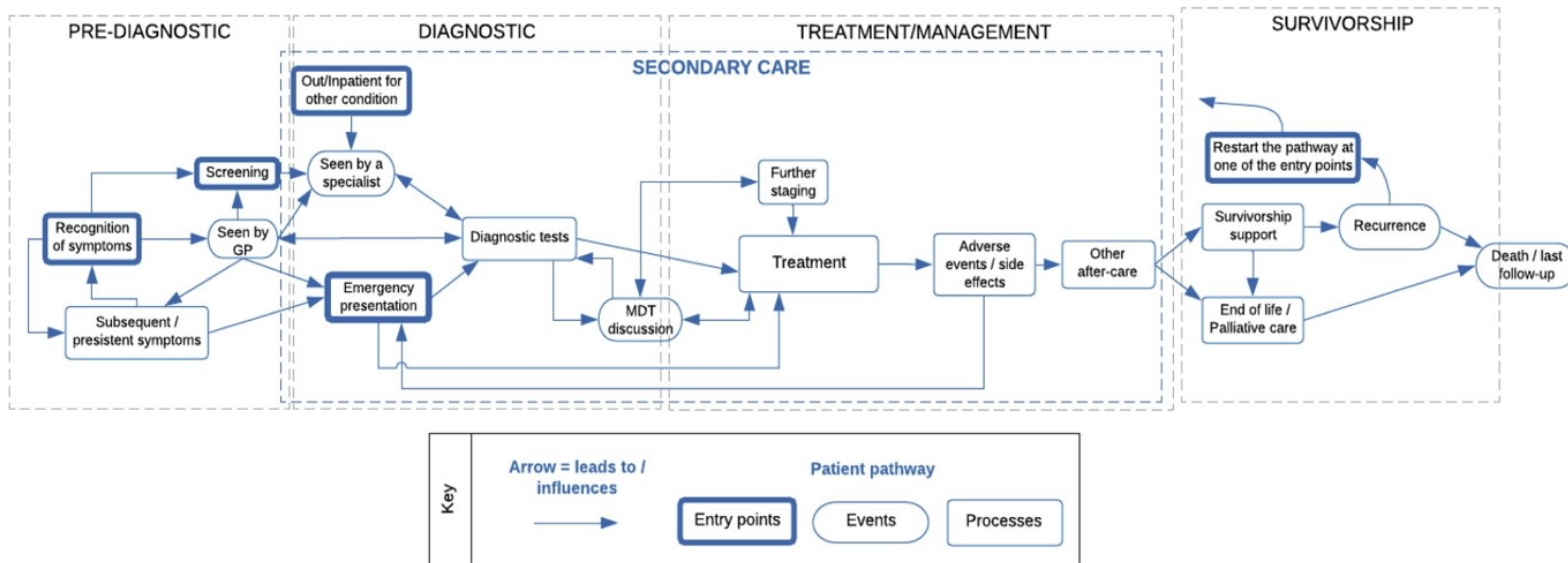 PRE-DIAGNOSTIC
DIAGNOSTIC
TREATMENT/MANAGEMENT
SURVIVORSHIP
SECONDARY CARE
Out/Inpatient for
other condition
Screening
Seen by a
specialist
Recognition
of symptoms
Seen by
GP
Diagnostic tests
Emergency
presentation
Subsequent /
presistent symptoms
MDT
discussion
Further
staging
Treatment
Adverse
events / side
effects
Other
after-care
Restart the pathway at
one of the entry points
Survivorship
support
Recurrence
End of life /
Palliative care
Death / last
follow-up
Key
Arrow = leads to /
influences
Patient pathway
Entry points
Events
Processes